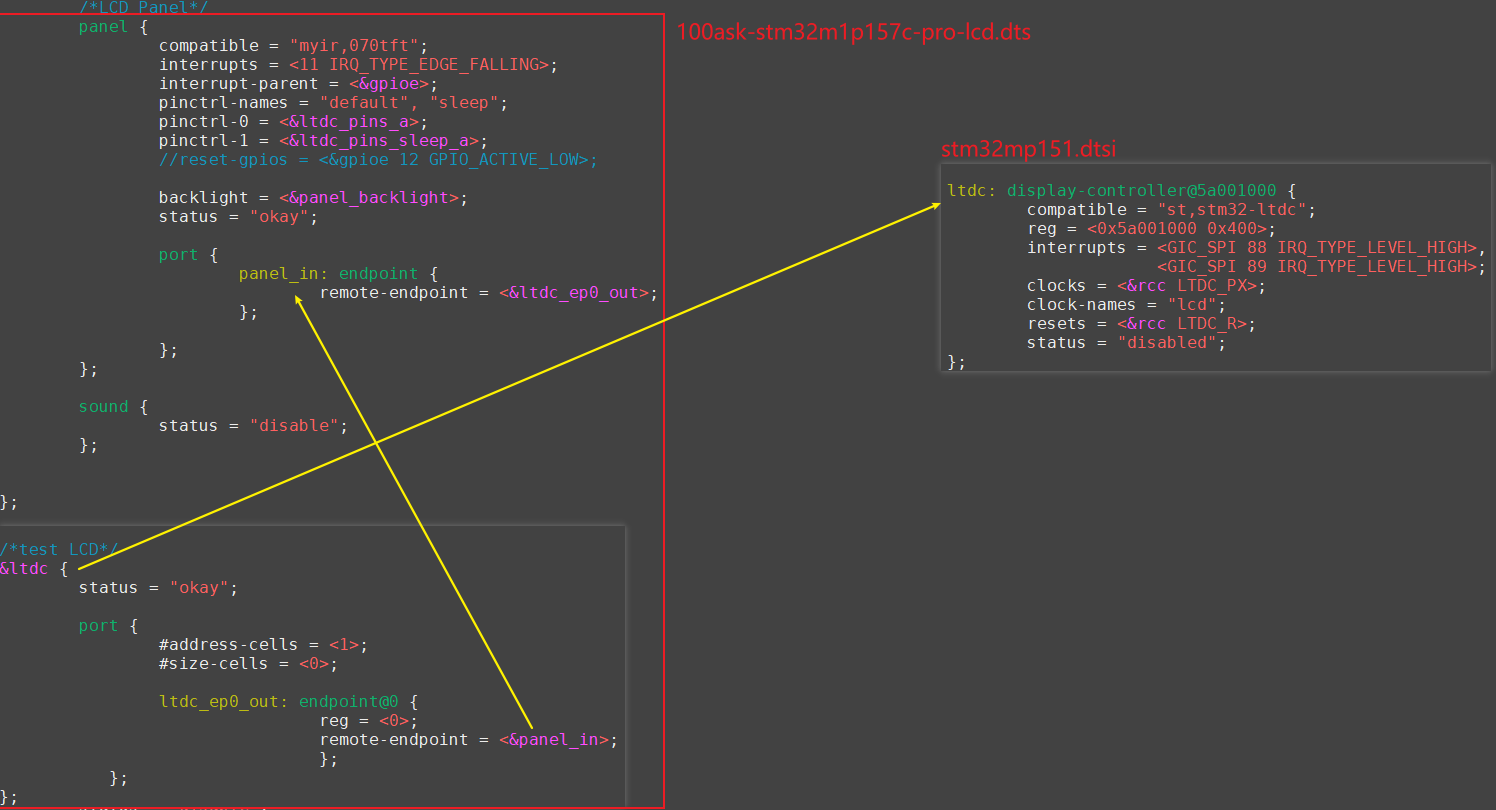 /*LCD Panel*/
panel {
compatible = "myir,070tft";
interrupts = <11 IRQ_TYPE_EDGE_FALLING>;
interrupt-parent = <&gpioe>;
pinctrl-names = "default", "sleep";
pinctrl-0 = <&ltdc_pins_a>;
pinctrl-1 = <&ltdc_pins_sleep_a>;
//reset-gpios = <&gpioe 12 GPIO_ACTIVE_LOW>;
backlight = <&panel_backlight>;
status = "okay";
port {
panel_in: endpoint {
remote-endpoint = <&ltdc_ep0_out>;
};
};
};
sound {
status = "disable";
};
};
/*test LCD*/
&ltdc {
status = "okay";
port {
#address-cells = <1>;
#size-cells = <0>;
ltdc_ep0_out: endpoint@0 {
reg = <0>;
remote-endpoint = <&panel_in>;
};
};
};
100ask-stm32m1p157c-pro-lcd.dts
stm32mp151.dtsi
ltdc: display-controller@5a001000 {
compatible = "st,stm32-ltdc";
reg = <0x5a001000 0x400>;
interrupts = <GIC_SPI 88 IRQ_TYPE_LEVEL_HIGH>,
<GIC_SPI 89 IRQ_TYPE_LEVEL_HIGH>;
clocks = <&rcc LTDC_PX>;
clock-names = "lcd";
resets = <&rcc LTDC_R>;
status = "disabled";
};